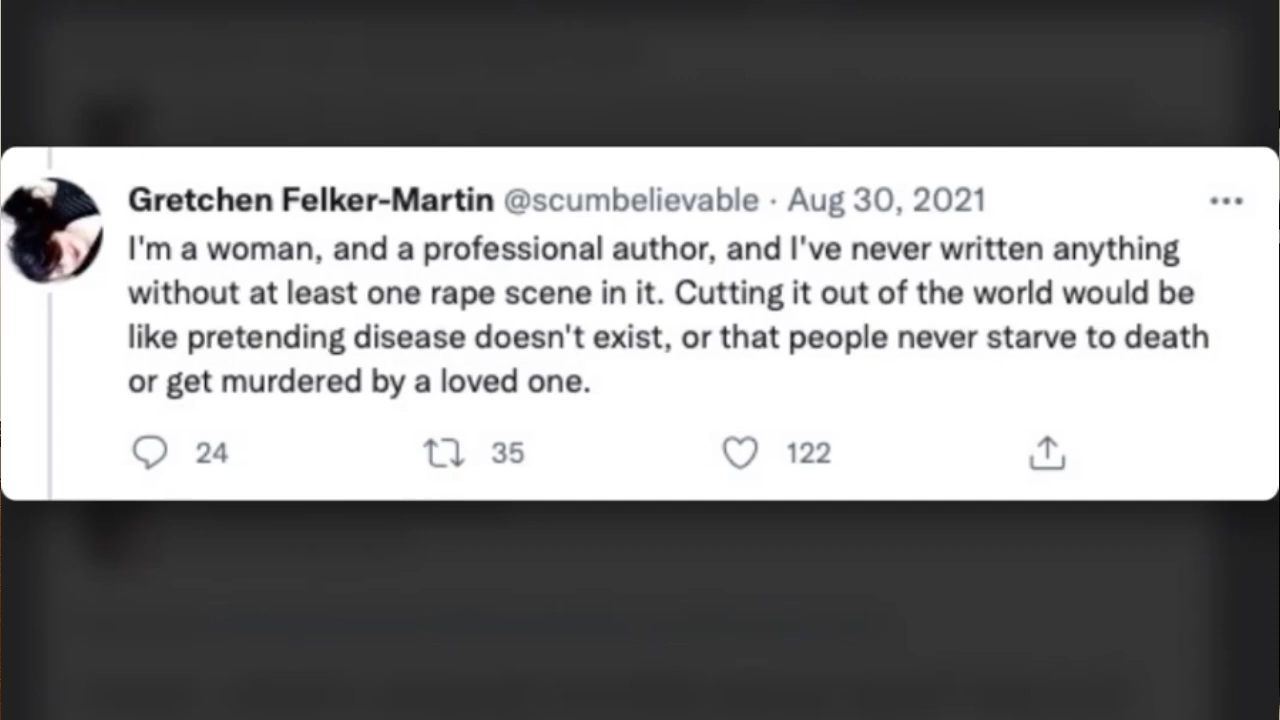 Gretchen Felker-Martin @scumbelievable · Aug 30, 2021
I'm a woman, and a professional author, and I've never written anything
without at least one rape scene in it. Cutting it out of the world would be
like pretending disease doesn't exist, or that people never starve to death
or get murdered by a loved one.
24 35 122